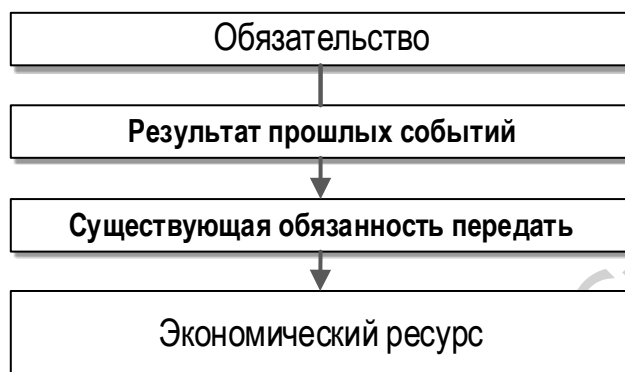 Обязательство
Результат прошлых событий
Существующая обязанность передать
Экономический ресурс